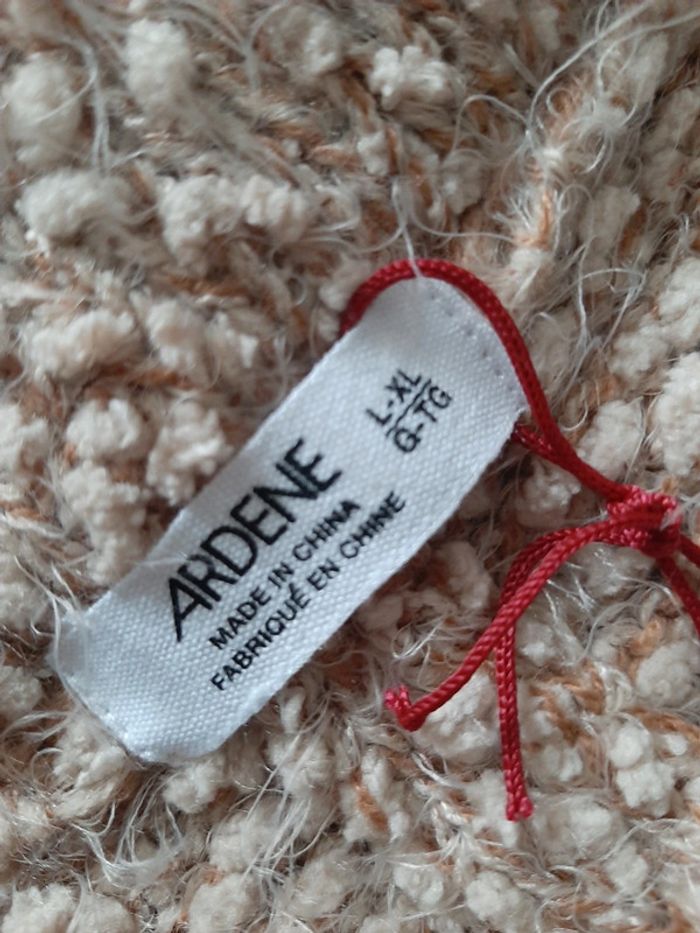 L-XL
G-TG
ARDENE
MADE IN CHINA
FABRIQUÉ EN CHINE